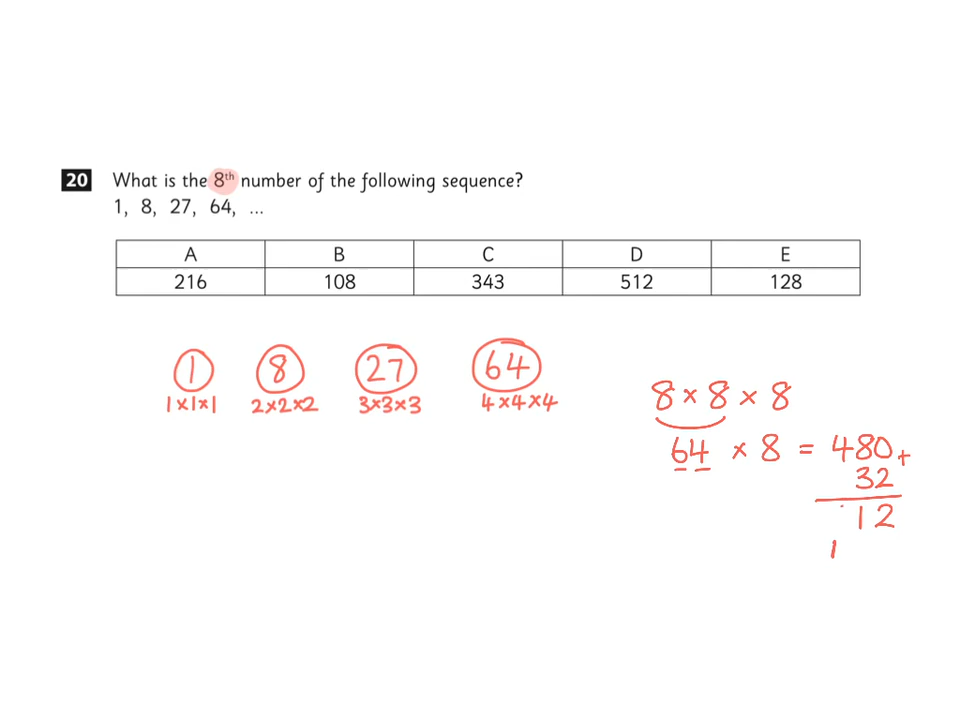 20 What is the 8th number of the following sequence?
1, 8, 27, 64, ...
A B C D E
216 108 343 512 128
1 8 27 64
1×1×1 2×2×2 3×3×3 4×4×4
8 × 8 × 8
64 × 8 = 480 +
32
12
1